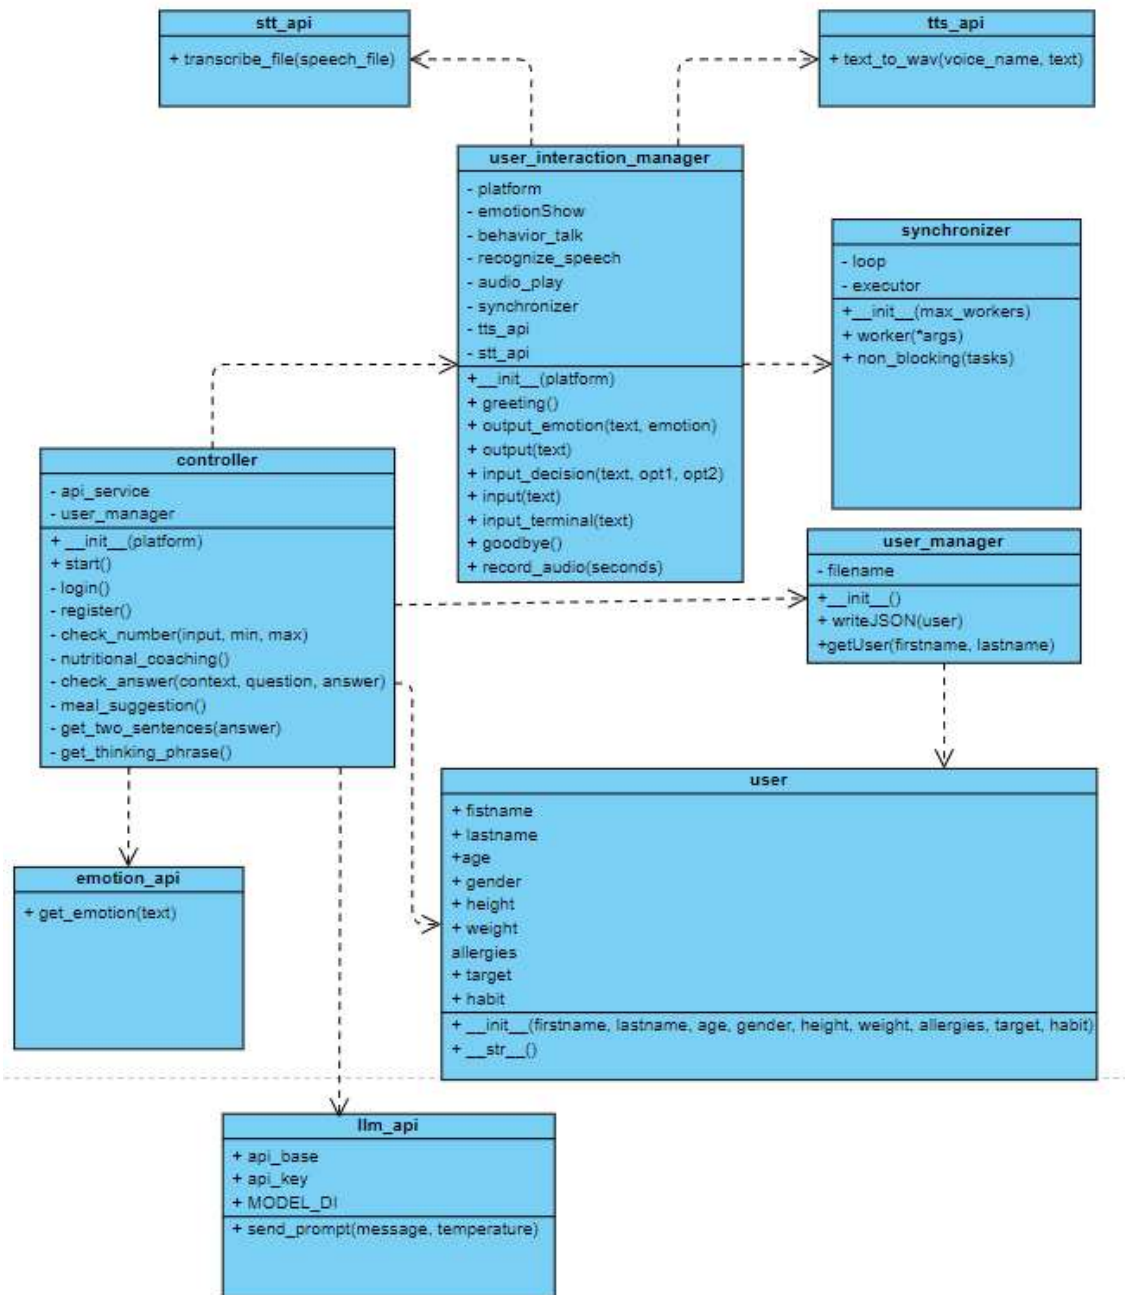 stt_api
+ transcribe_file(speech_file)
tts_api
+ text_to_wav(voice_name, text)
user_interaction_manager
- platform
- emotionShow
- behavior_talk
- recognize_speech
- audio_play
- synchronizer
- tts_api
- stt_api
+__init__(platform)
+ greeting()
+ output_emotion(text, emotion)
+ output(text)
+ input_decision(text, opt1, opt2)
+ input(text)
+ input_terminal(text)
+ goodbye()
+ record_audio(seconds)
synchronizer
- loop
- executor
+__init__(max_workers)
+ worker(*args)
+ non_blocking(tasks)
controller
- api_service
- user_manager
+ __init__(platform)
+ start()
- login()
- register()
- check_number(input, min, max)
- nutritional_coaching()
- check_answer(context, question, answer)
- meal_suggestion()
- get_two_sentences(answer)
- get_thinking_phrase()
user_manager
- filename
+__init__()
+ writeJSON(user)
+getUser(firstname, lastname)
user
+ fistname
+ lastname
+age
+ gender
+ height
+ weight
allergies
+ target
+ habit
+ __init__(firstname, lastname, age, gender, height, weight, allergies, target, habit)
+ __str__()
emotion_api
+ get_emotion(text)
llm_api
+ api_base
+ api_key
+ MODEL_DI
+ send_prompt(message, temperature)